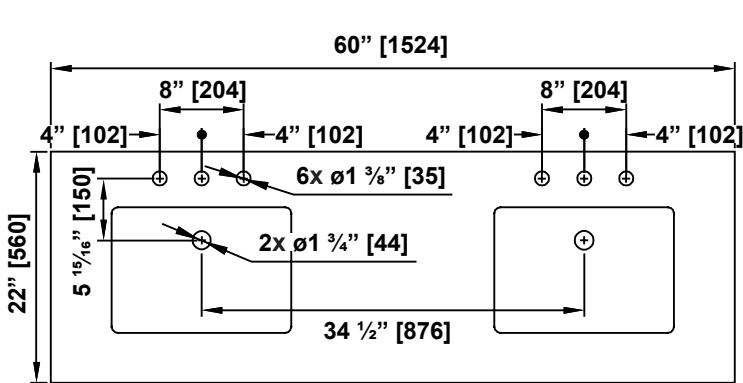 60” [1524]
8” [204]
8” [204]
4” [102]
4” [102]
4” [102]
4” [102]
6x ø1 ⅜” [35]
5 ¹⁵⁄₁₆” [150]
2x ø1 ¾” [44]
22” [560]
34 ½” [876]